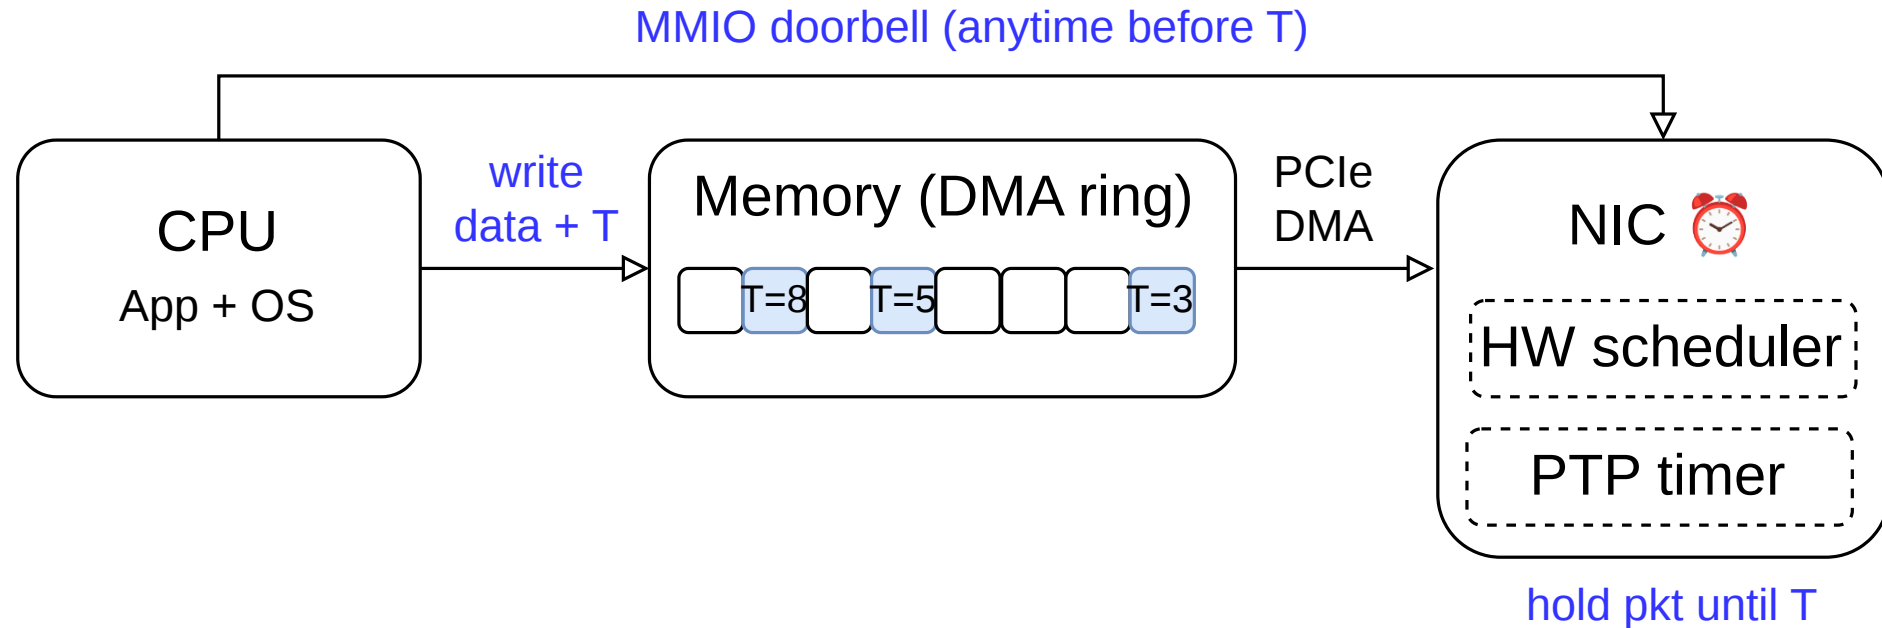 MMIO doorbell (anytime before T)
CPU
App + OS
write
data + T
Memory (DMA ring)
T=8
T=5
T=3
PCIe
DMA
NIC
HW scheduler
PTP timer
hold pkt until T